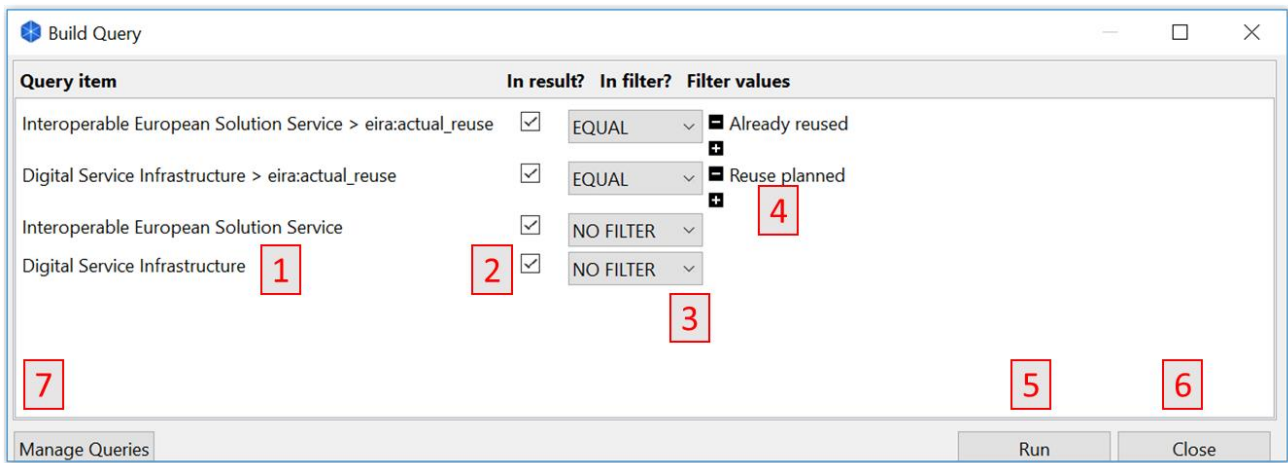 Build Query
Query item In result? In filter? Filter values
Interoperable European Solution Service > eira:actual_reuse EQUAL Already reused
Digital Service Infrastructure > eira:actual_reuse EQUAL Reuse planned
4
Interoperable European Solution Service NO FILTER
Digital Service Infrastructure 1 2 NO FILTER
3
7 5 6
Manage Queries Run Close